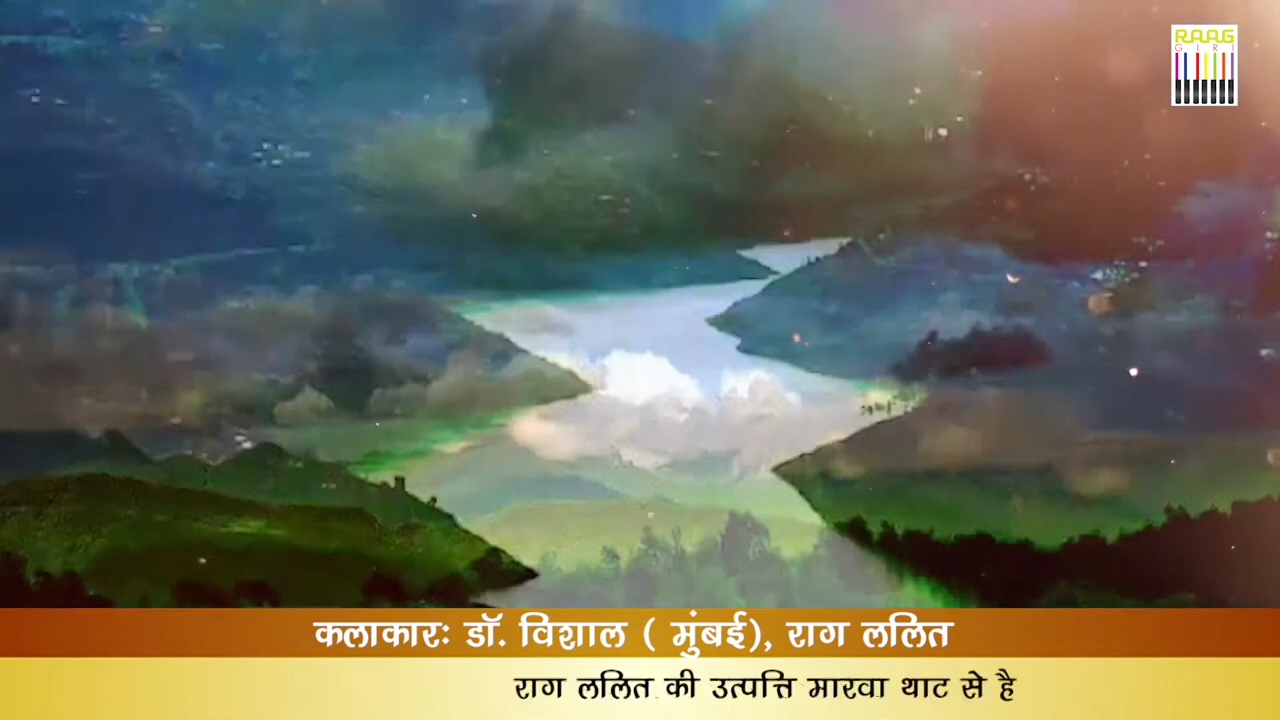 RAAG
GIRI
कलाकारः डॉ. विशाल ( मुंबई), राग ललित
राग ललित की उत्पत्ति मारवा थाट से है